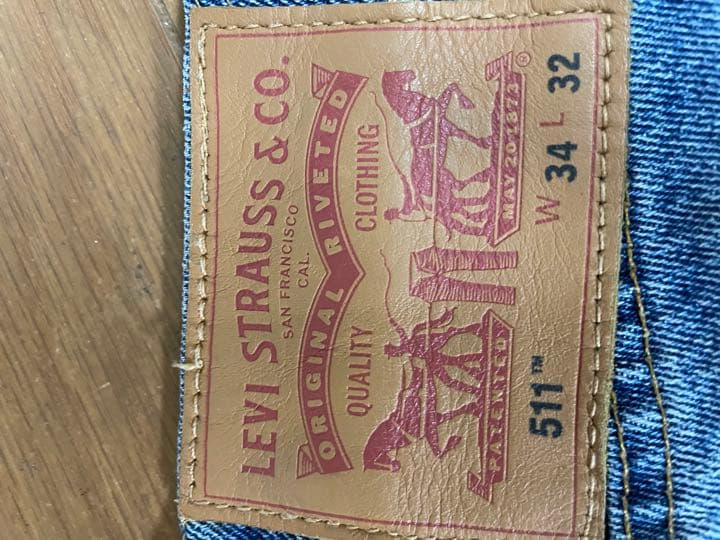 LEVI STRAUSS & CO.
SAN FRANCISCO
CAL.
ORIGINAL RIVETED
QUALITY CLOTHING
PATENTED MAY 20 1873 ®
511™ W 34 L 32